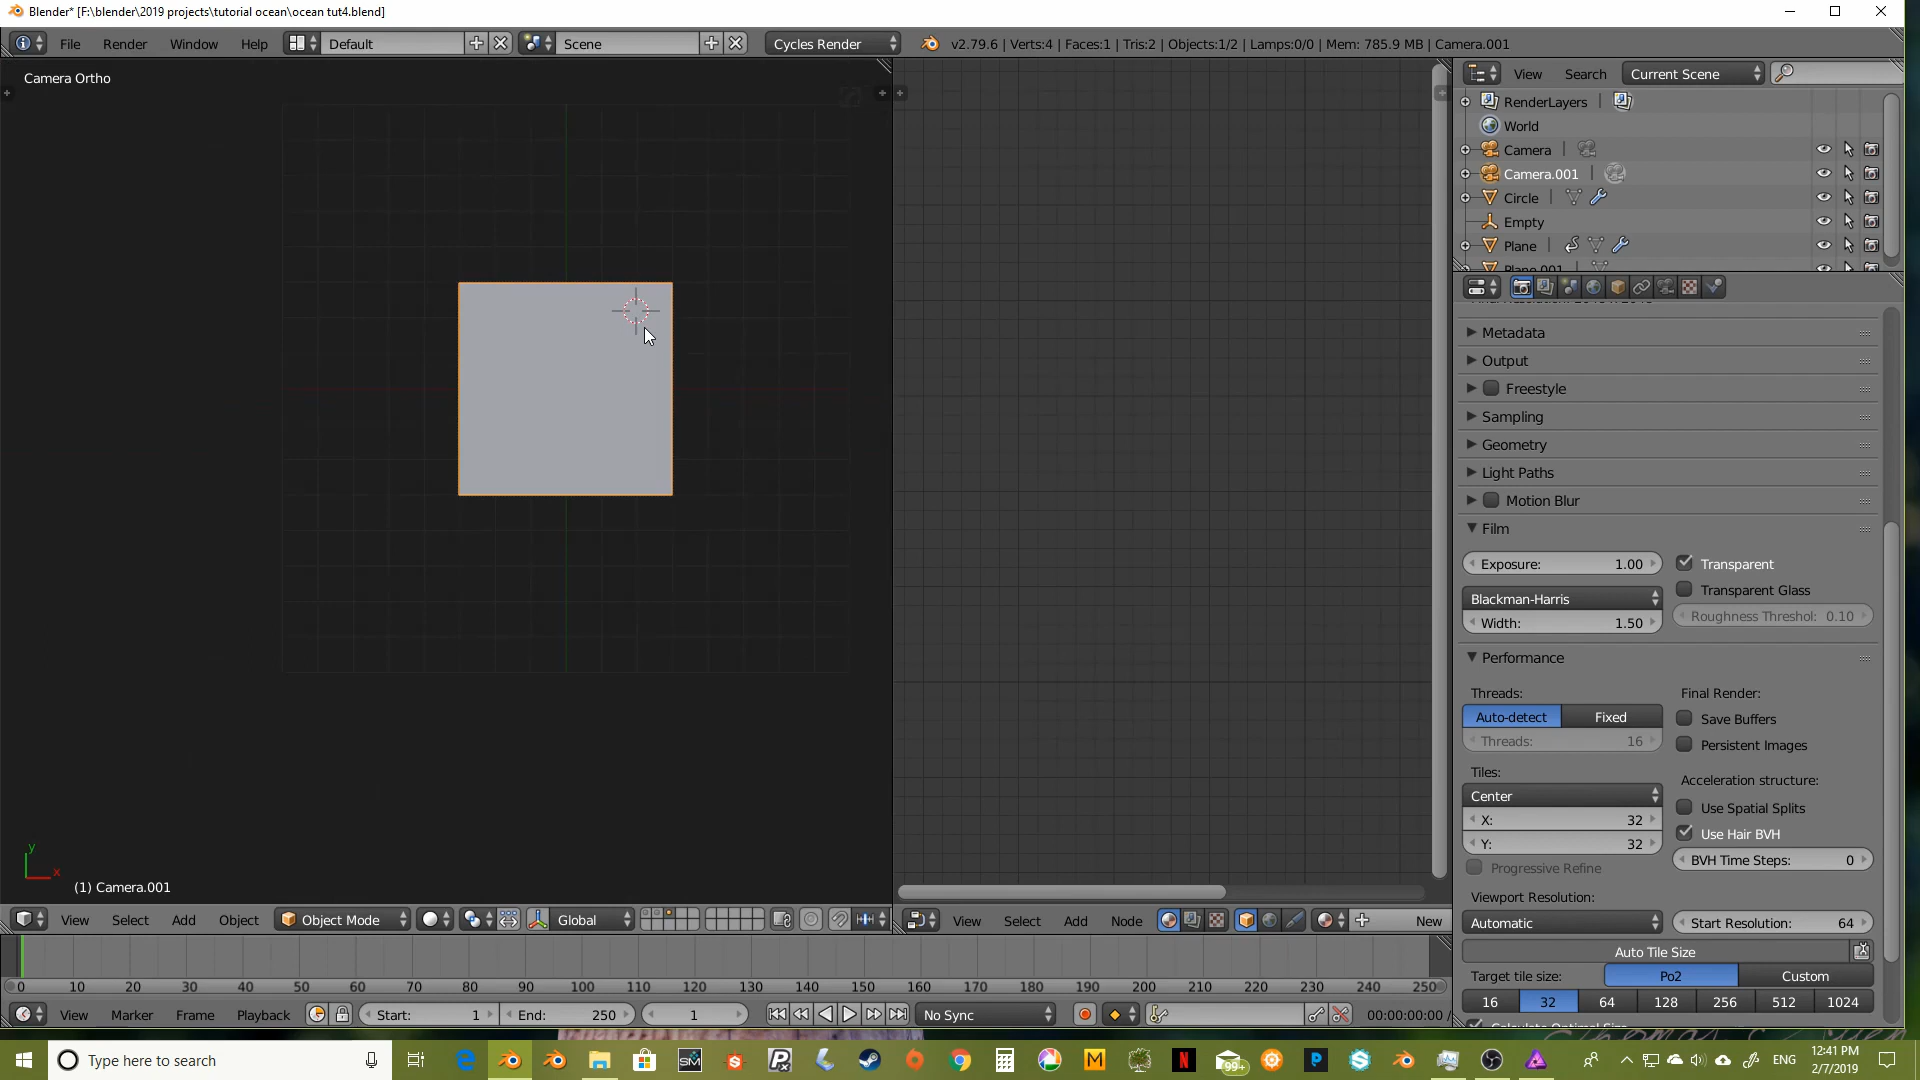 Blender* [F:\blender\2019 projects\tutorial ocean\ocean tut4.blend]
File Render Window Help Default Scene Cycles Render v2.79.6 | Verts:4 | Faces:1 | Tris:2 | Objects:1/2 | Lamps:0/0 | Mem: 785.9 MB | Camera.001
Camera Ortho
View Search Current Scene
RenderLayers
World
Camera
Camera.001
Circle
Empty
Plane
Plane.001
Metadata
Output
Freestyle
Sampling
Geometry
Light Paths
Motion Blur
Film
Exposure: 1.00 Transparent
Transparent Glass
Blackman-Harris
Width: 1.50 Roughness Threshol: 0.10
Performance
Threads: Final Render:
Auto-detect Fixed Save Buffers
Threads: 16 Persistent Images
Tiles: Acceleration structure:
Center
X: 32 Use Spatial Splits
Y: 32 Use Hair BVH
Progressive Refine BVH Time Steps: 0
Viewport Resolution:
Automatic Start Resolution: 64
Auto Tile Size
Target tile size: Po2 Custom
16 32 64 128 256 512 1024
Calculate Optimal Size
y
x
(1) Camera.001
View Select Add Object Object Mode Global
View Select Add Node New
0 10 20 30 40 50 60 70 80 90 100 110 120 130 140 150 160 170 180 190 200 210 220 230 240 250
View Marker Frame Playback Start: 1 End: 250 1 No Sync 00:00:00:00 /
Type here to search
SM
99+
ENG
12:41 PM
2/7/2019